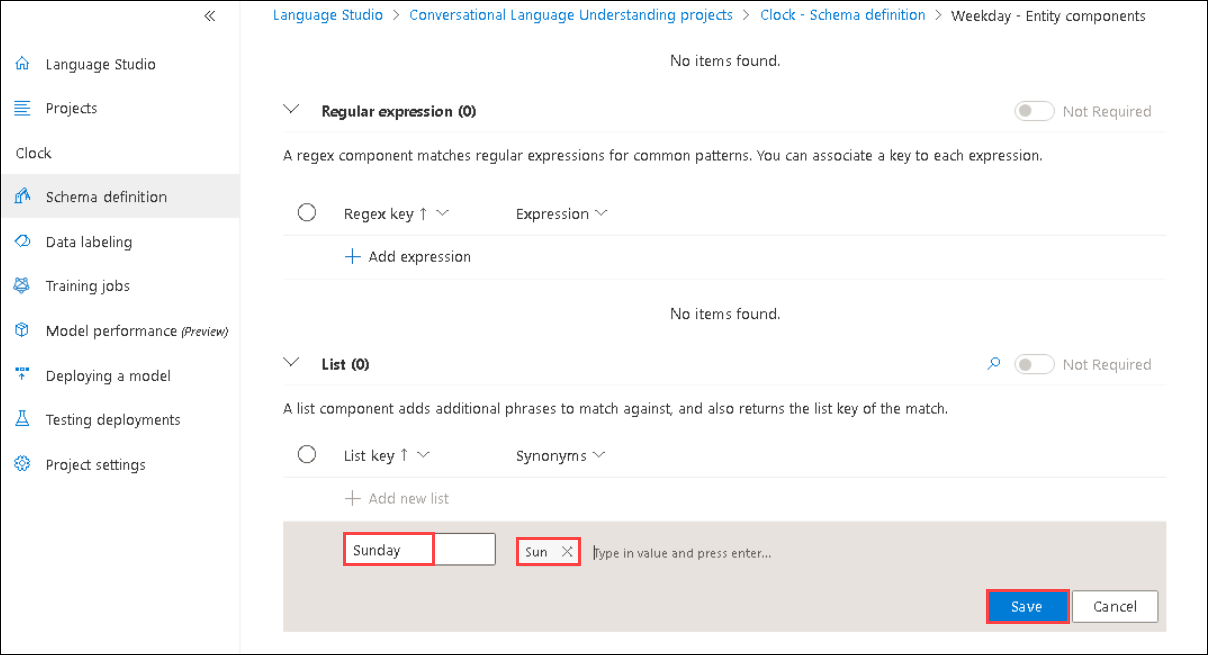 Language Studio > Conversational Language Understanding projects > Clock - Schema definition > Weekday - Entity components
Language Studio
Projects
Clock
Schema definition
Data labeling
Training jobs
Model performance (Preview)
Deploying a model
Testing deployments
Project settings
No items found.
Regular expression (0)
Not Required
A regex component matches regular expressions for common patterns. You can associate a key to each expression.
Regex key ↑ Expression
+ Add expression
No items found.
List (0)
Not Required
A list component adds additional phrases to match against, and also returns the list key of the match.
List key ↑ Synonyms
+ Add new list
Sunday Sun Type in value and press enter...
Save Cancel